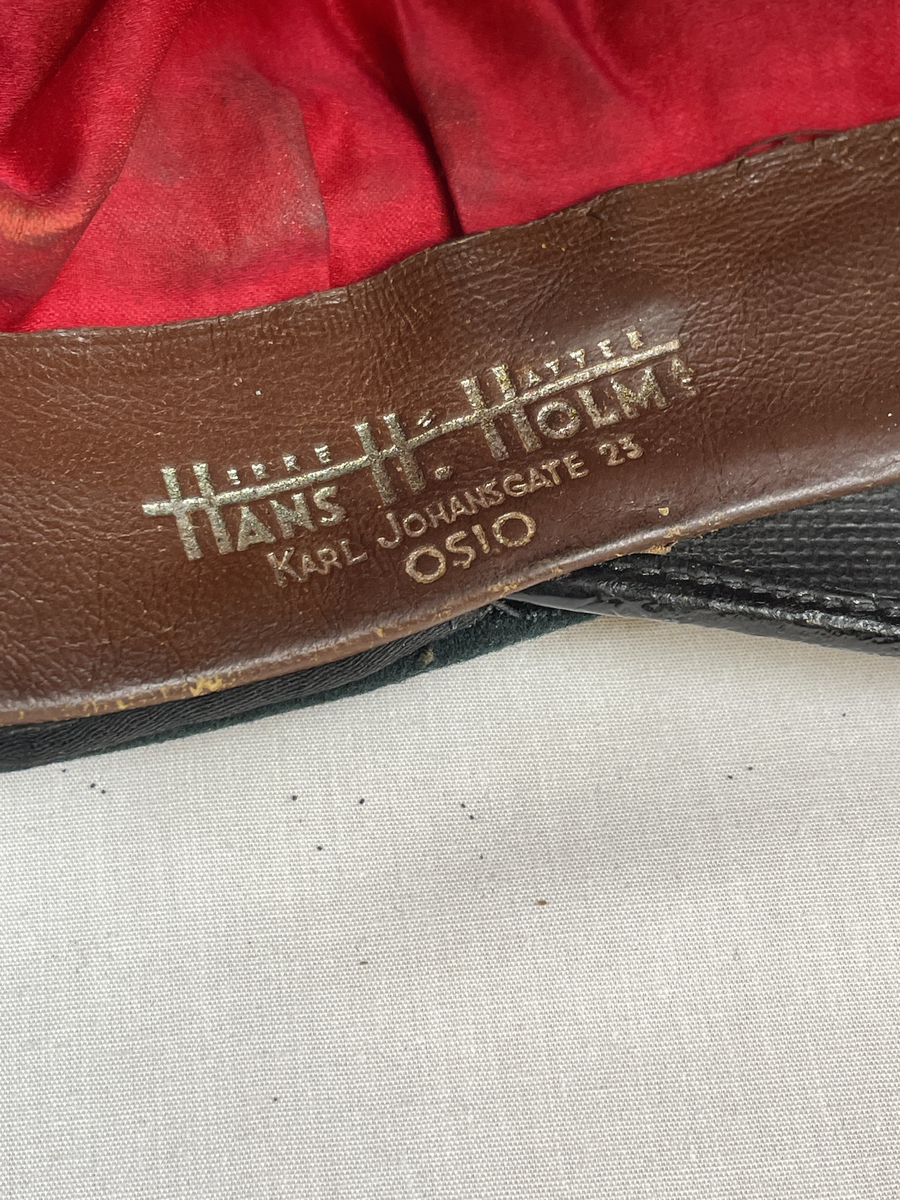 HERRE H's HATTER
HANS H. HOLM A/S
KARL JOHANSGATE 23
OSLO